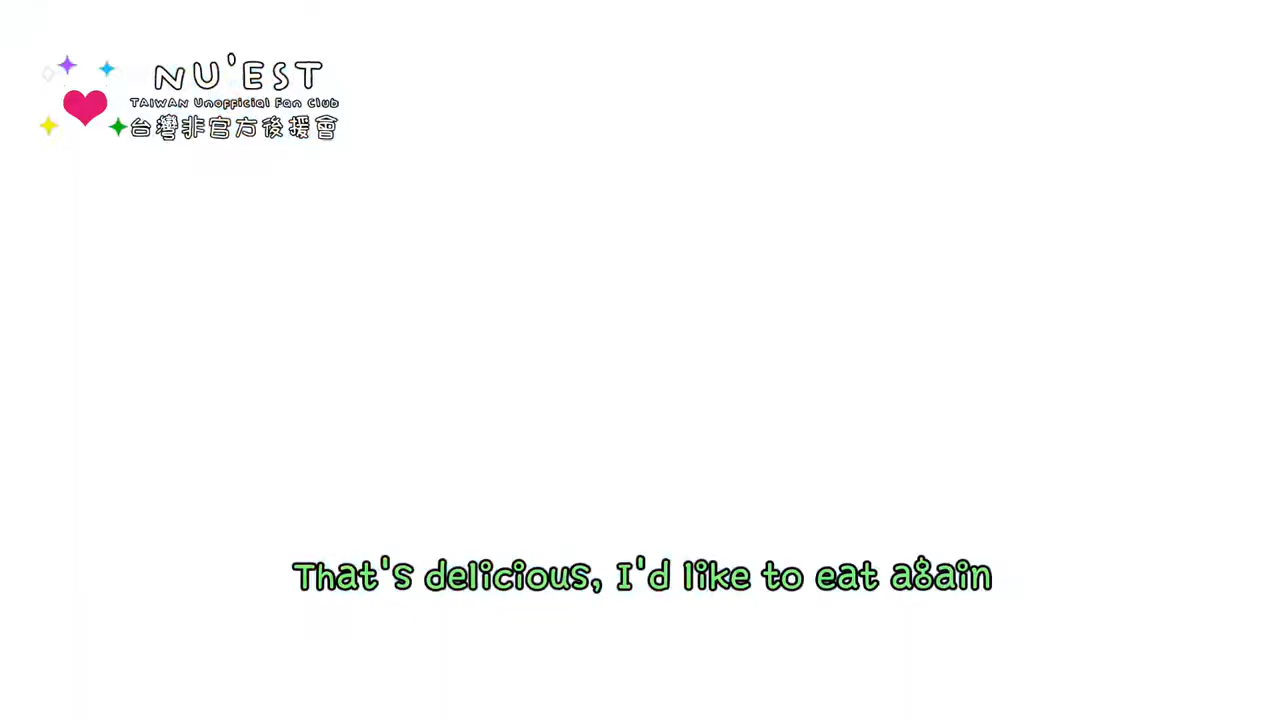 NU'EST
TAIWAN Unofficial Fan Club
台灣非官方後援會
That's delicious, I'd like to eat again